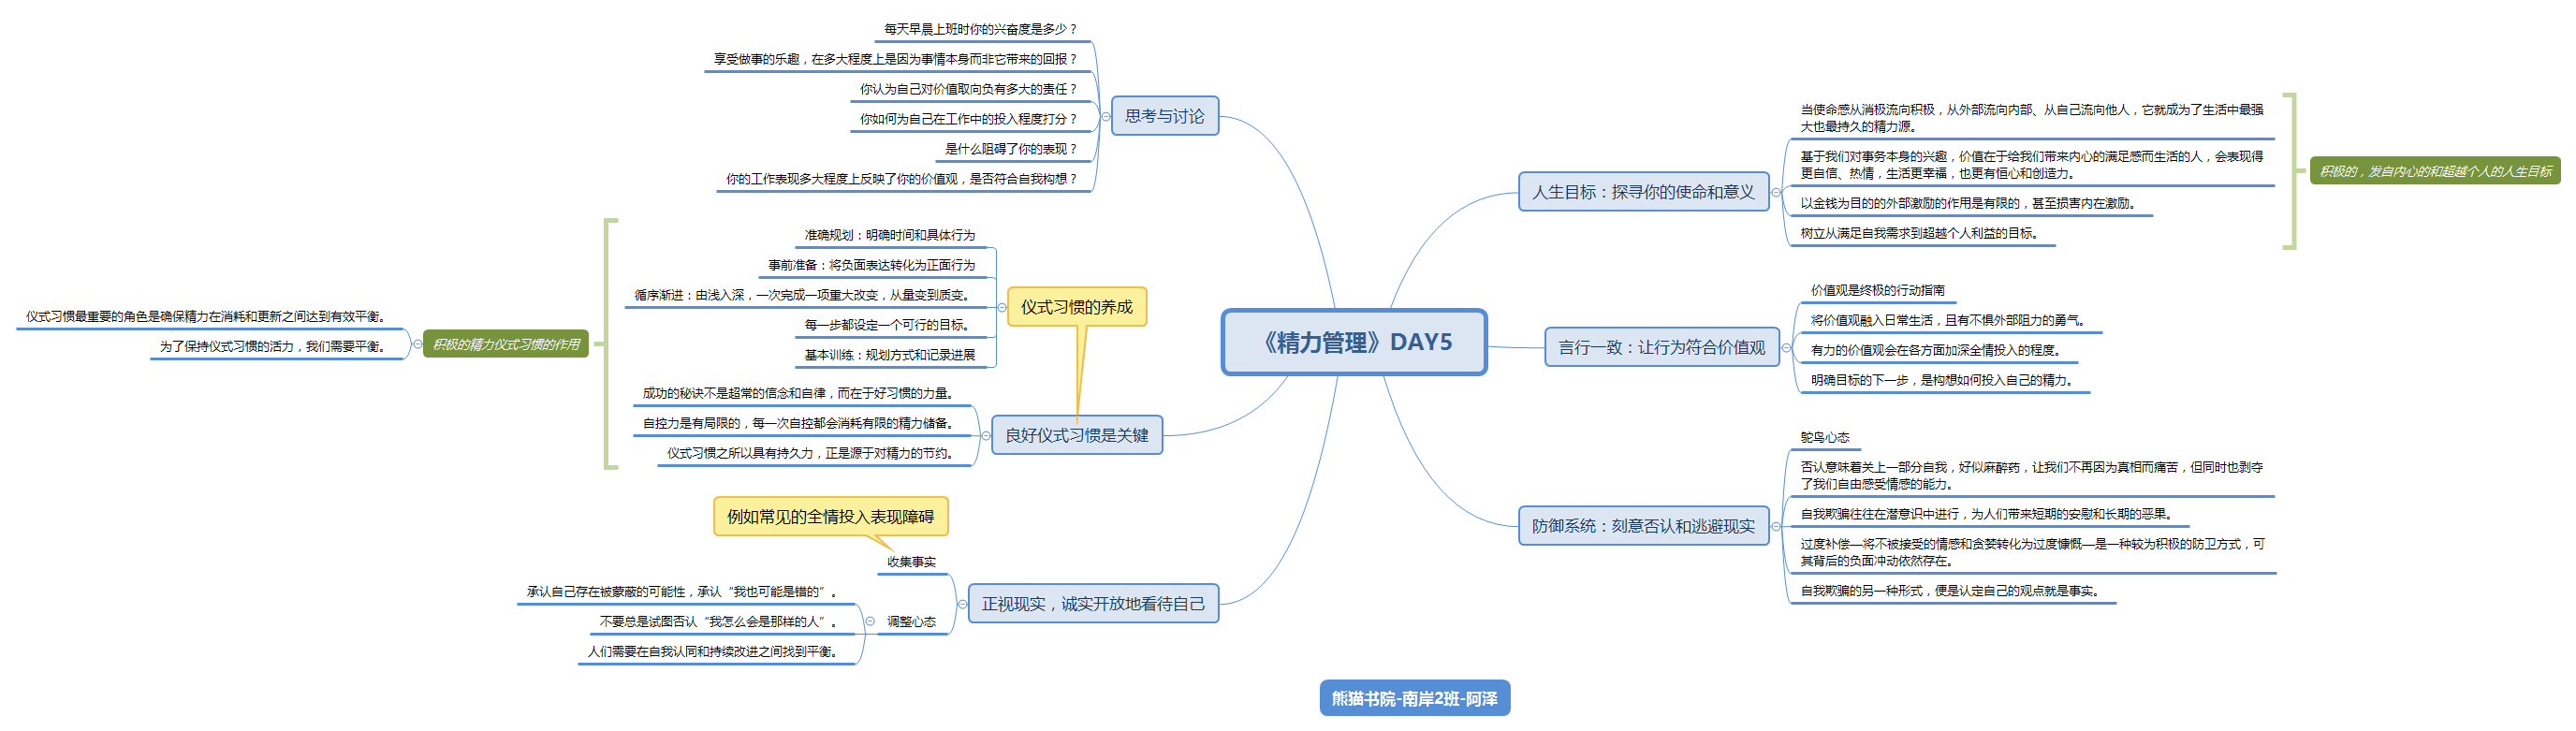 《精力管理》DAY5
人生目标：探寻你的使命和意义
当使命感从消极流向积极，从外部流向内部、从自己流向他人，它就成为了生活中最强
大也最持久的精力源。
基于我们对事务本身的兴趣，价值在于给我们带来内心的满足感而生活的人，会表现得
更自信、热情，生活更幸福，也更有恒心和创造力。
以金钱为目的的外部激励的作用是有限的，甚至损害内在激励。
树立从满足自我需求到超越个人利益的目标。
积极的，发自内心的和超越个人的人生目标
言行一致：让行为符合价值观
价值观是终极的行动指南
将价值观融入日常生活，且有不惧外部阻力的勇气。
有力的价值观会在各方面加深全情投入的程度。
明确目标的下一步，是构想如何投入自己的精力。
防御系统：刻意否认和逃避现实
鸵鸟心态
否认意味着关上一部分自我，好似麻醉药，让我们不再因为真相而痛苦，但同时也剥夺
了我们自由感受情感的能力。
自我欺骗往往在潜意识中进行，为人们带来短期的安慰和长期的恶果。
过度补偿—将不被接受的情感和贪婪转化为过度慷慨—是一种较为积极的防卫方式，可
其背后的负面冲动依然存在。
自我欺骗的另一种形式，便是认定自己的观点就是事实。
思考与讨论
每天早晨上班时你的兴奋度是多少？
享受做事的乐趣，在多大程度上是因为事情本身而非它带来的回报？
你认为自己对价值取向负有多大的责任？
你如何为自己在工作中的投入程度打分？
是什么阻碍了你的表现？
你的工作表现多大程度上反映了你的价值观，是否符合自我构想？
仪式习惯的养成
准确规划：明确时间和具体行为
事前准备：将负面表达转化为正面行为
循序渐进：由浅入深，一次完成一项重大改变，从量变到质变。
每一步都设定一个可行的目标。
基本训练：规划方式和记录进展
良好仪式习惯是关键
成功的秘诀不是超常的信念和自律，而在于好习惯的力量。
自控力是有局限的，每一次自控都会消耗有限的精力储备。
仪式习惯之所以具有持久力，正是源于对精力的节约。
积极的精力仪式习惯的作用
仪式习惯最重要的角色是确保精力在消耗和更新之间达到有效平衡。
为了保持仪式习惯的活力，我们需要平衡。
正视现实，诚实开放地看待自己
例如常见的全情投入表现障碍
收集事实
调整心态
承认自己存在被蒙蔽的可能性，承认“我也可能是错的”。
不要总是试图否认“我怎么会是那样的人”。
人们需要在自我认同和持续改进之间找到平衡。
熊猫书院-南岸2班-阿泽